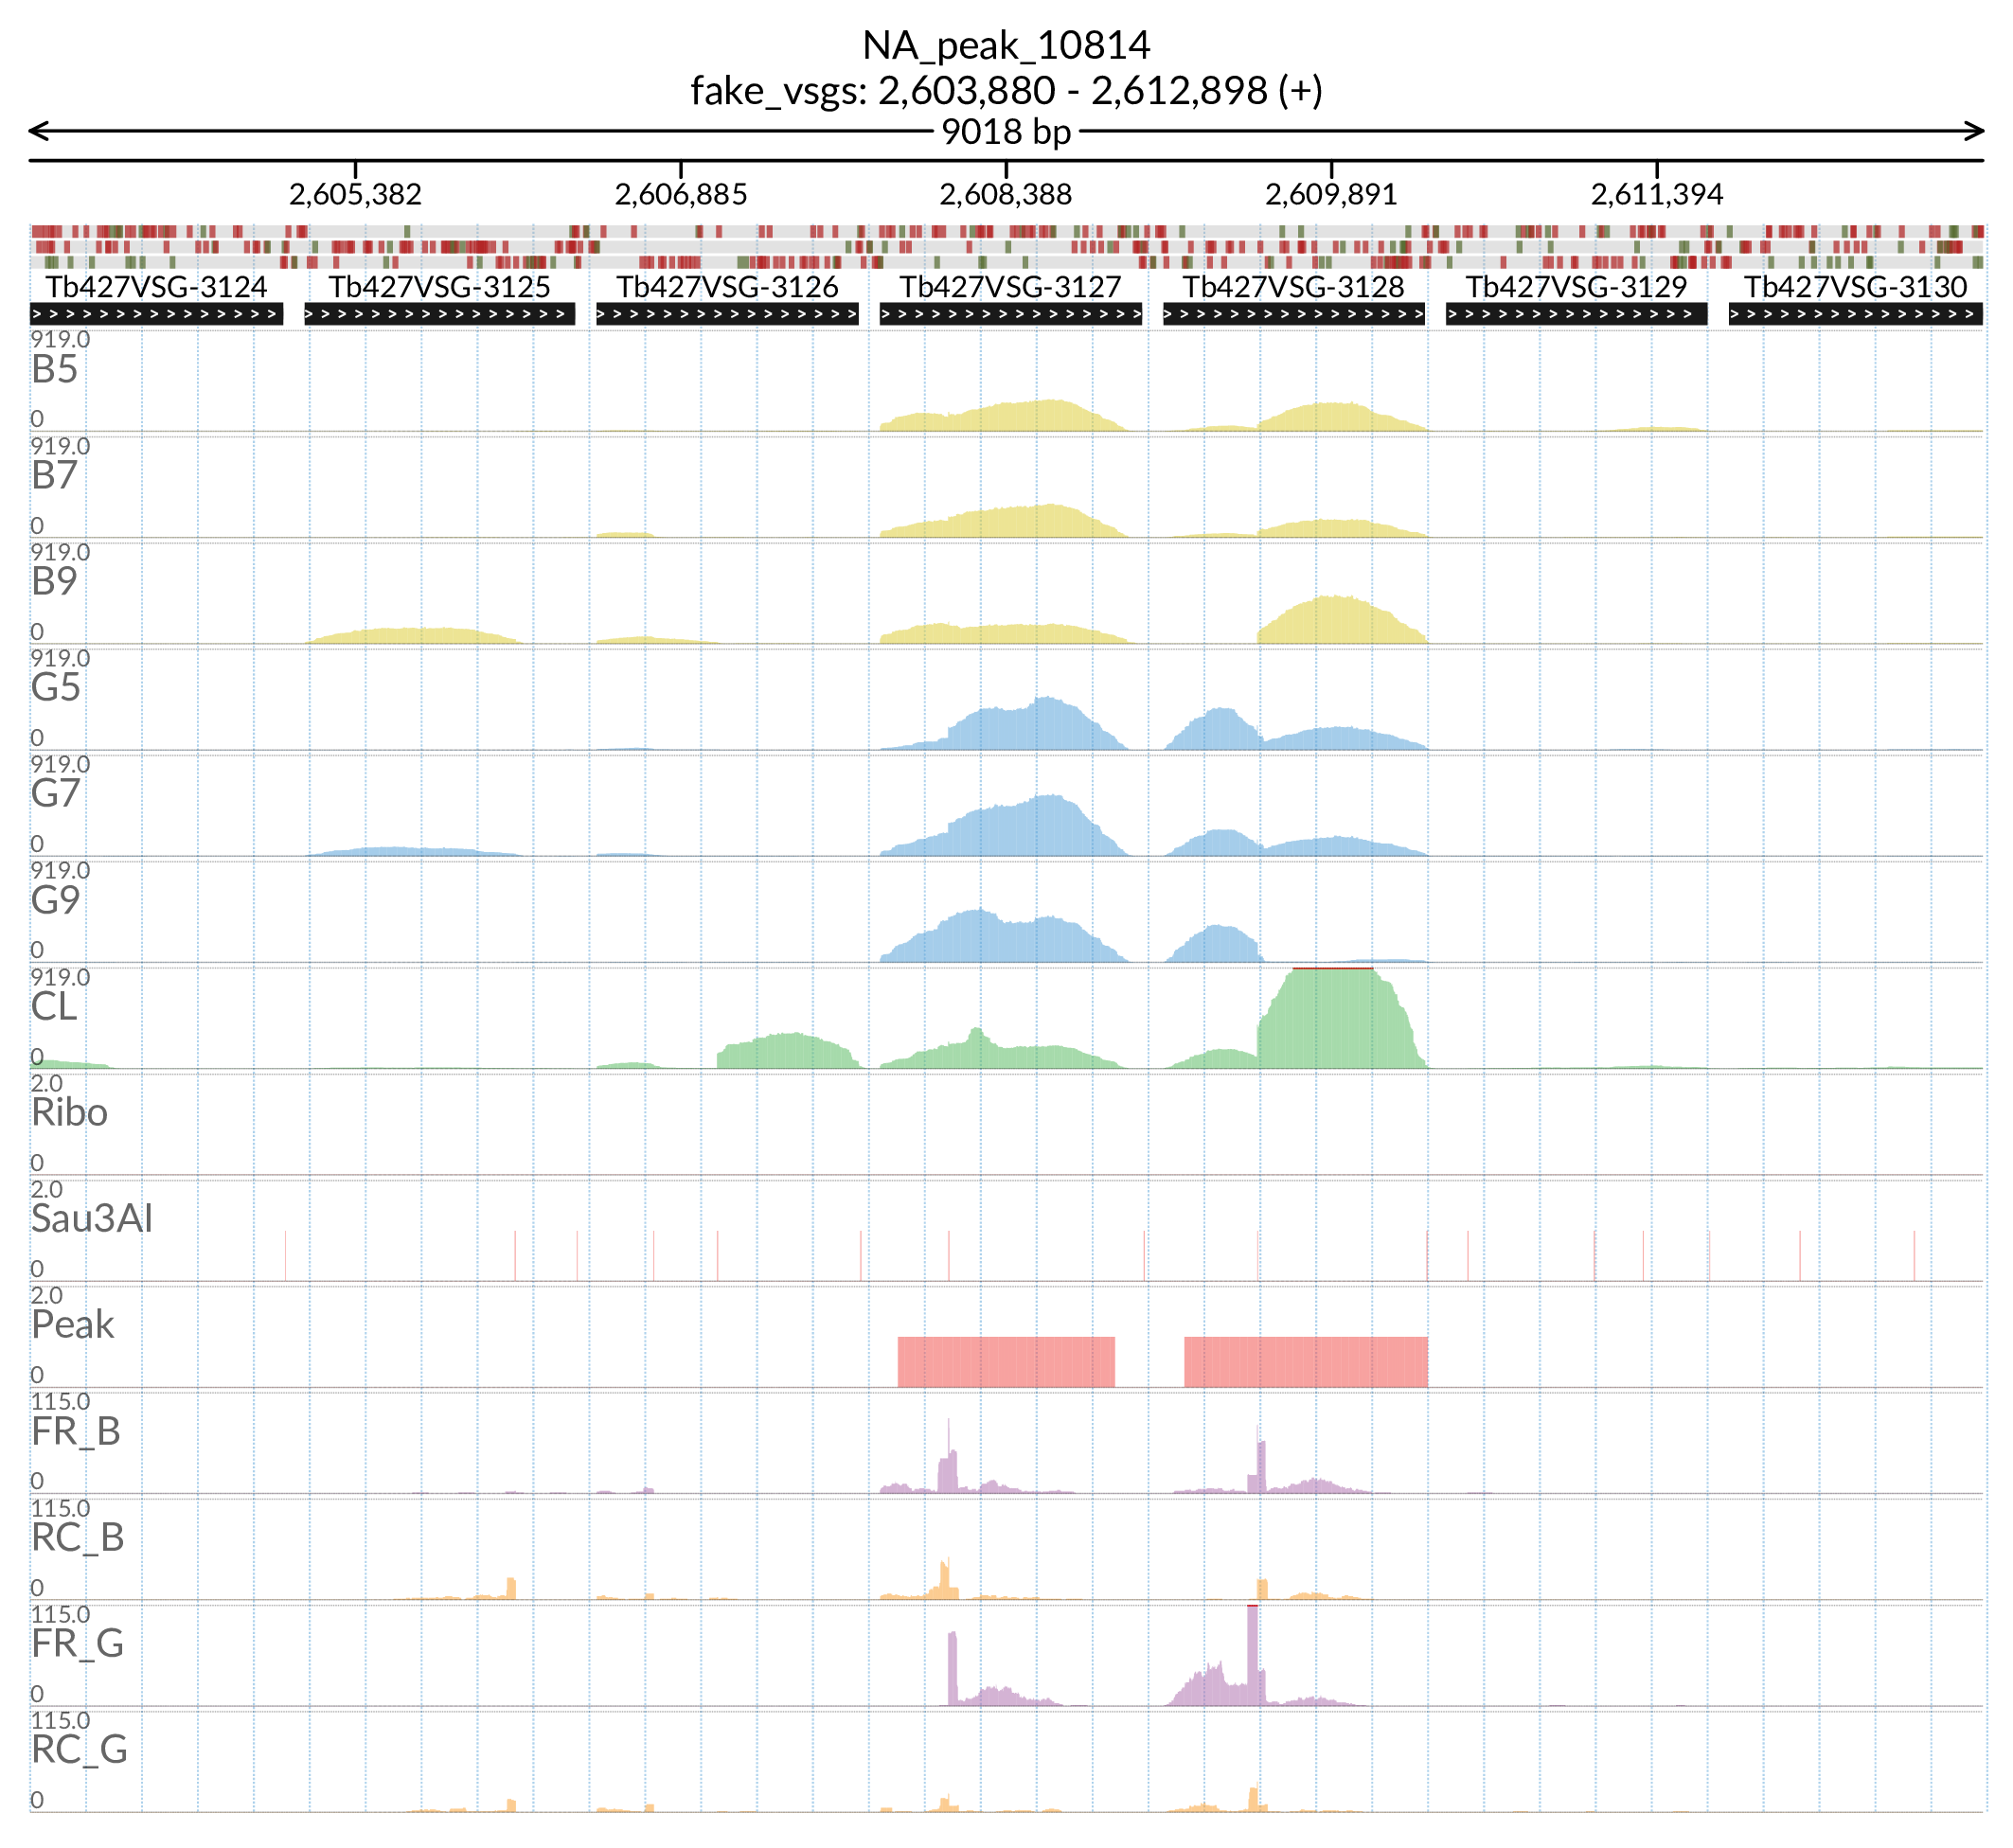 NA_peak_10814
fake_vsgs: 2,603,880 - 2,612,898 (+)
9018 bp
2,605,382 2,606,885 2,608,388 2,609,891 2,611,394
Tb427VSG-3124 Tb427VSG-3125 Tb427VSG-3126 Tb427VSG-3127 Tb427VSG-3128 Tb427VSG-3129 Tb427VSG-3130
919.0
B5
0
919.0
B7
0
919.0
B9
0
919.0
G5
0
919.0
G7
0
919.0
G9
0
919.0
CL
0
2.0
Ribo
0
2.0
Sau3AI
0
2.0
Peak
0
115.0
FR_B
0
115.0
RC_B
0
115.0
FR_G
0
115.0
RC_G
0